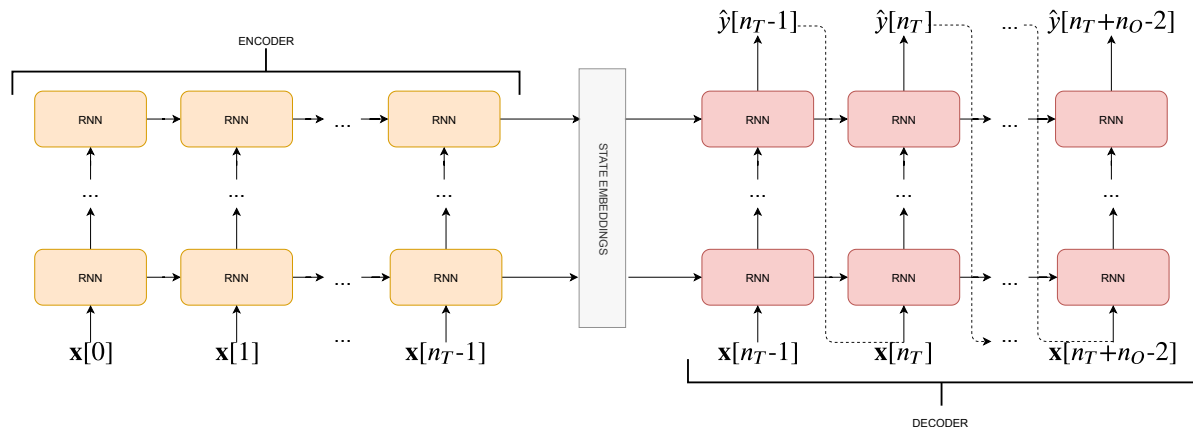 ŷ[n_T-1] ŷ[n_T] ... ŷ[n_T+n_O-2]
ENCODER
RNN RNN ... RNN RNN RNN ... RNN
STATE EMBEDDINGS
... ... ... ... ... ...
RNN RNN ... RNN RNN RNN ... RNN
x[0] x[1] ... x[n_T-1] x[n_T-1] x[n_T] ... x[n_T+n_O-2]
DECODER